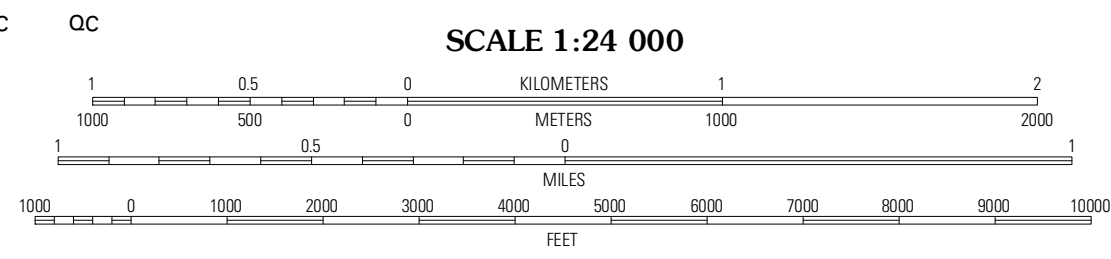 C QC
SCALE 1:24 000
1 0.5 0 KILOMETERS 1 2
1000 500 0 METERS 1000 2000
1 0.5 0 1
MILES
1000 0 1000 2000 3000 4000 5000 6000 7000 8000 9000 10000
FEET